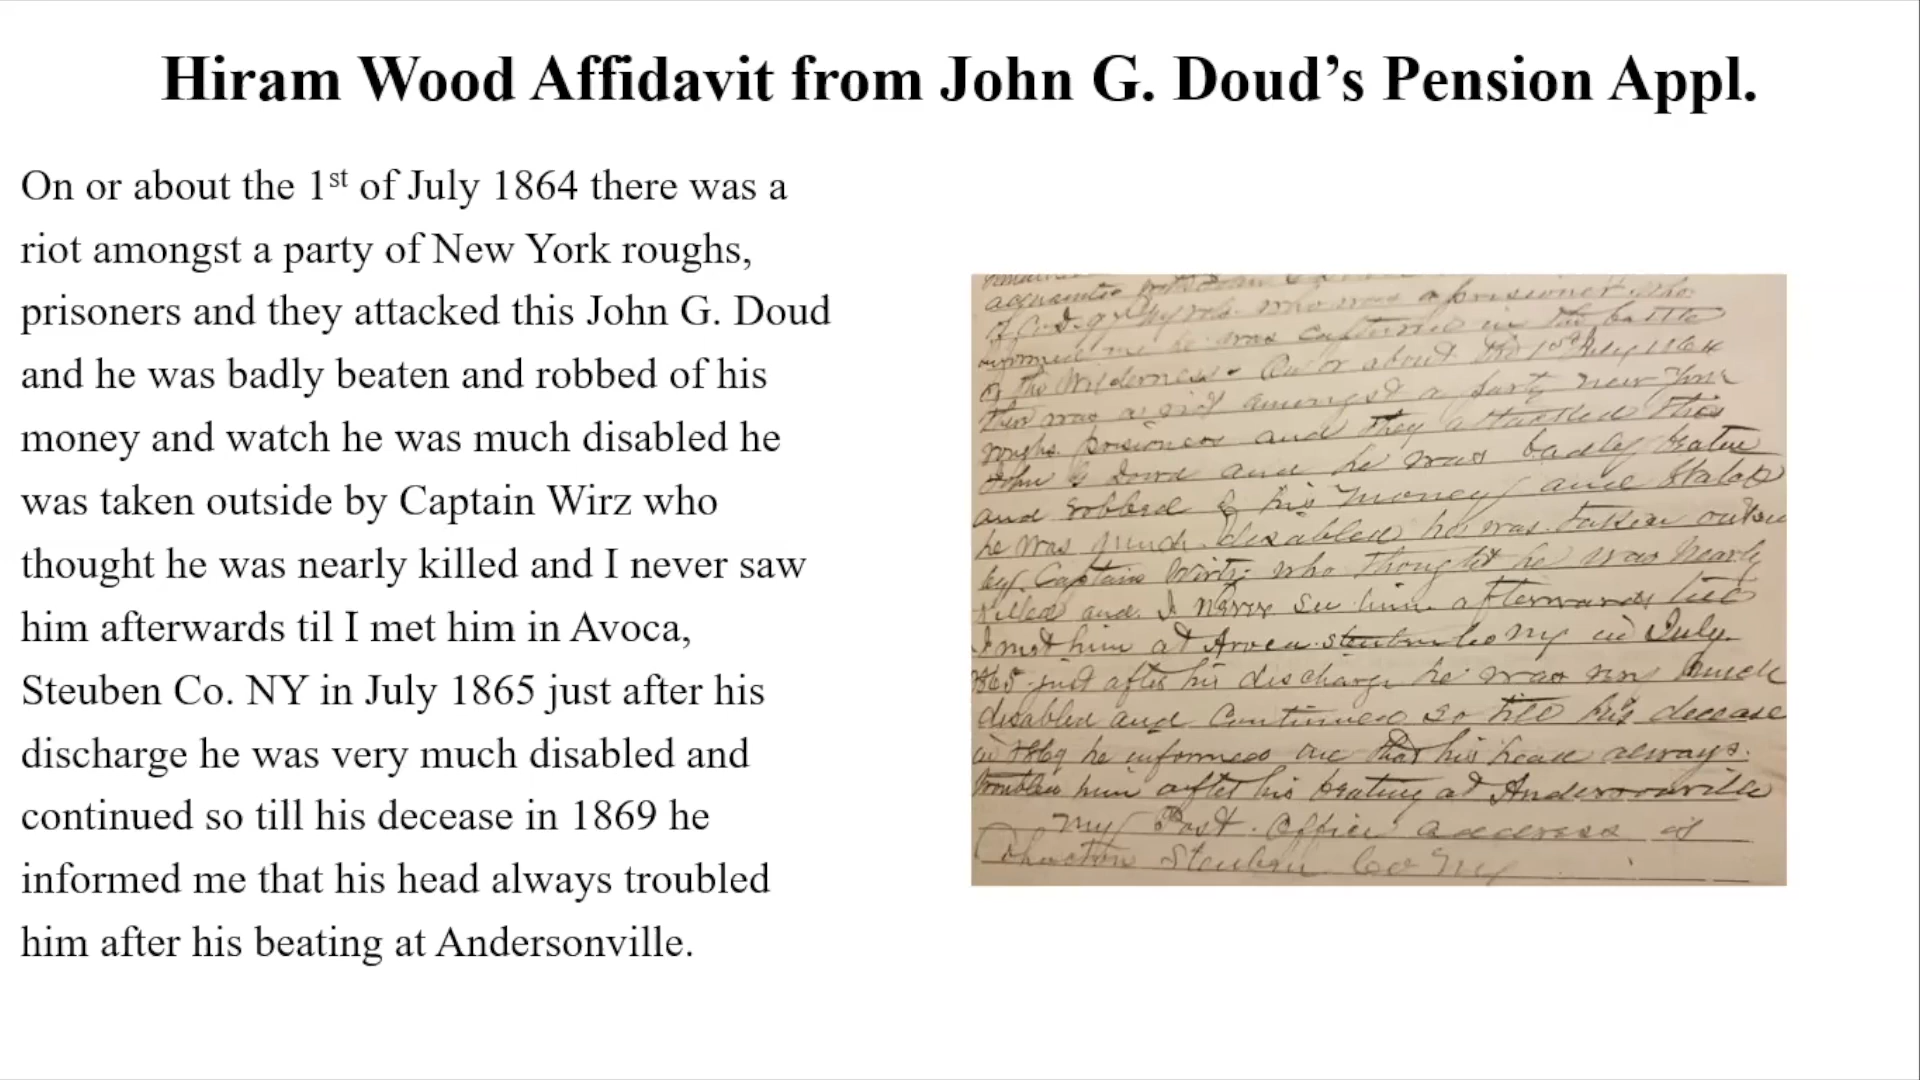 Hiram Wood Affidavit from John G. Doud’s Pension Appl.
On or about the 1st of July 1864 there was a
riot amongst a party of New York roughs,
prisoners and they attacked this John G. Doud
and he was badly beaten and robbed of his
money and watch he was much disabled he
was taken outside by Captain Wirz who
thought he was nearly killed and I never saw
him afterwards til I met him in Avoca,
Steuben Co. NY in July 1865 just after his
discharge he was very much disabled and
continued so till his decease in 1869 he
informed me that his head always troubled
him after his beating at Andersonville.
who was a prisoner who
informed me he was captured in the battle
of the Wilderness. On or about the 1st July 1864
there was a riot amongst a party New York
roughs. prisoners and they attacked this
John G Doud and he was badly beaten
and robbed of his money and
he was much disabled he was taken
by Captain who thought he was nearly
killed and I never see him afterwards till
I met him at Avoca Steuben Co NY in July
just after his discharge he was very much
disabled and continued so till his decease
in 1869 he informed me that his head always
him after his beating at Andersonville
My Post Office address is
Steuben Co NY